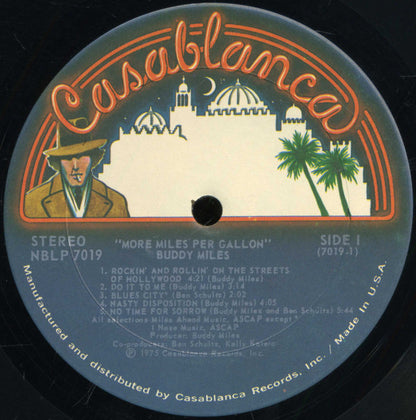 Casablanca
STEREO
NBLP 7019
SIDE 1
(7019-1)
"MORE MILES PER GALLON"
BUDDY MILES
1. ROCKIN' AND ROLLIN' ON THE STREETS
OF HOLLYWOOD 4:21 (Buddy Miles)
2. DO IT TO ME (Buddy Miles) 3:14
3. BLUES CITY* (Ben Schultz) 2:02
4. NASTY DISPOSITION (Buddy Miles) 4:05
5. NO TIME FOR SORROW (Buddy Miles and Ben Schultz) 5:44
All selections Miles Ahead Music, ASCAP except*
1 Nose Music, ASCAP
Producer: Buddy Miles
Co-producers: Ben Schultz, Kelly
℗ 1975 Casablanca Records, Inc.
Manufactured and distributed by Casablanca Records, Inc. / Made in U.S.A.